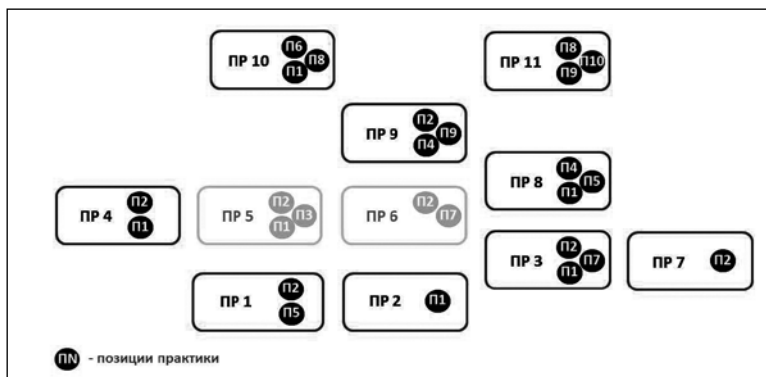 ПР 10 П6 П8 П1
ПР 11 П8 П10 П9
ПР 9 П2 П9 П4
ПР 8 П4 П5 П1
ПР 4 П2 П1
ПР 5 П2 П3 П1
ПР 6 П2 П7
ПР 3 П2 П7 П1
ПР 7 П2
ПР 1 П2 П5
ПР 2 П1
ПN - позиции практики